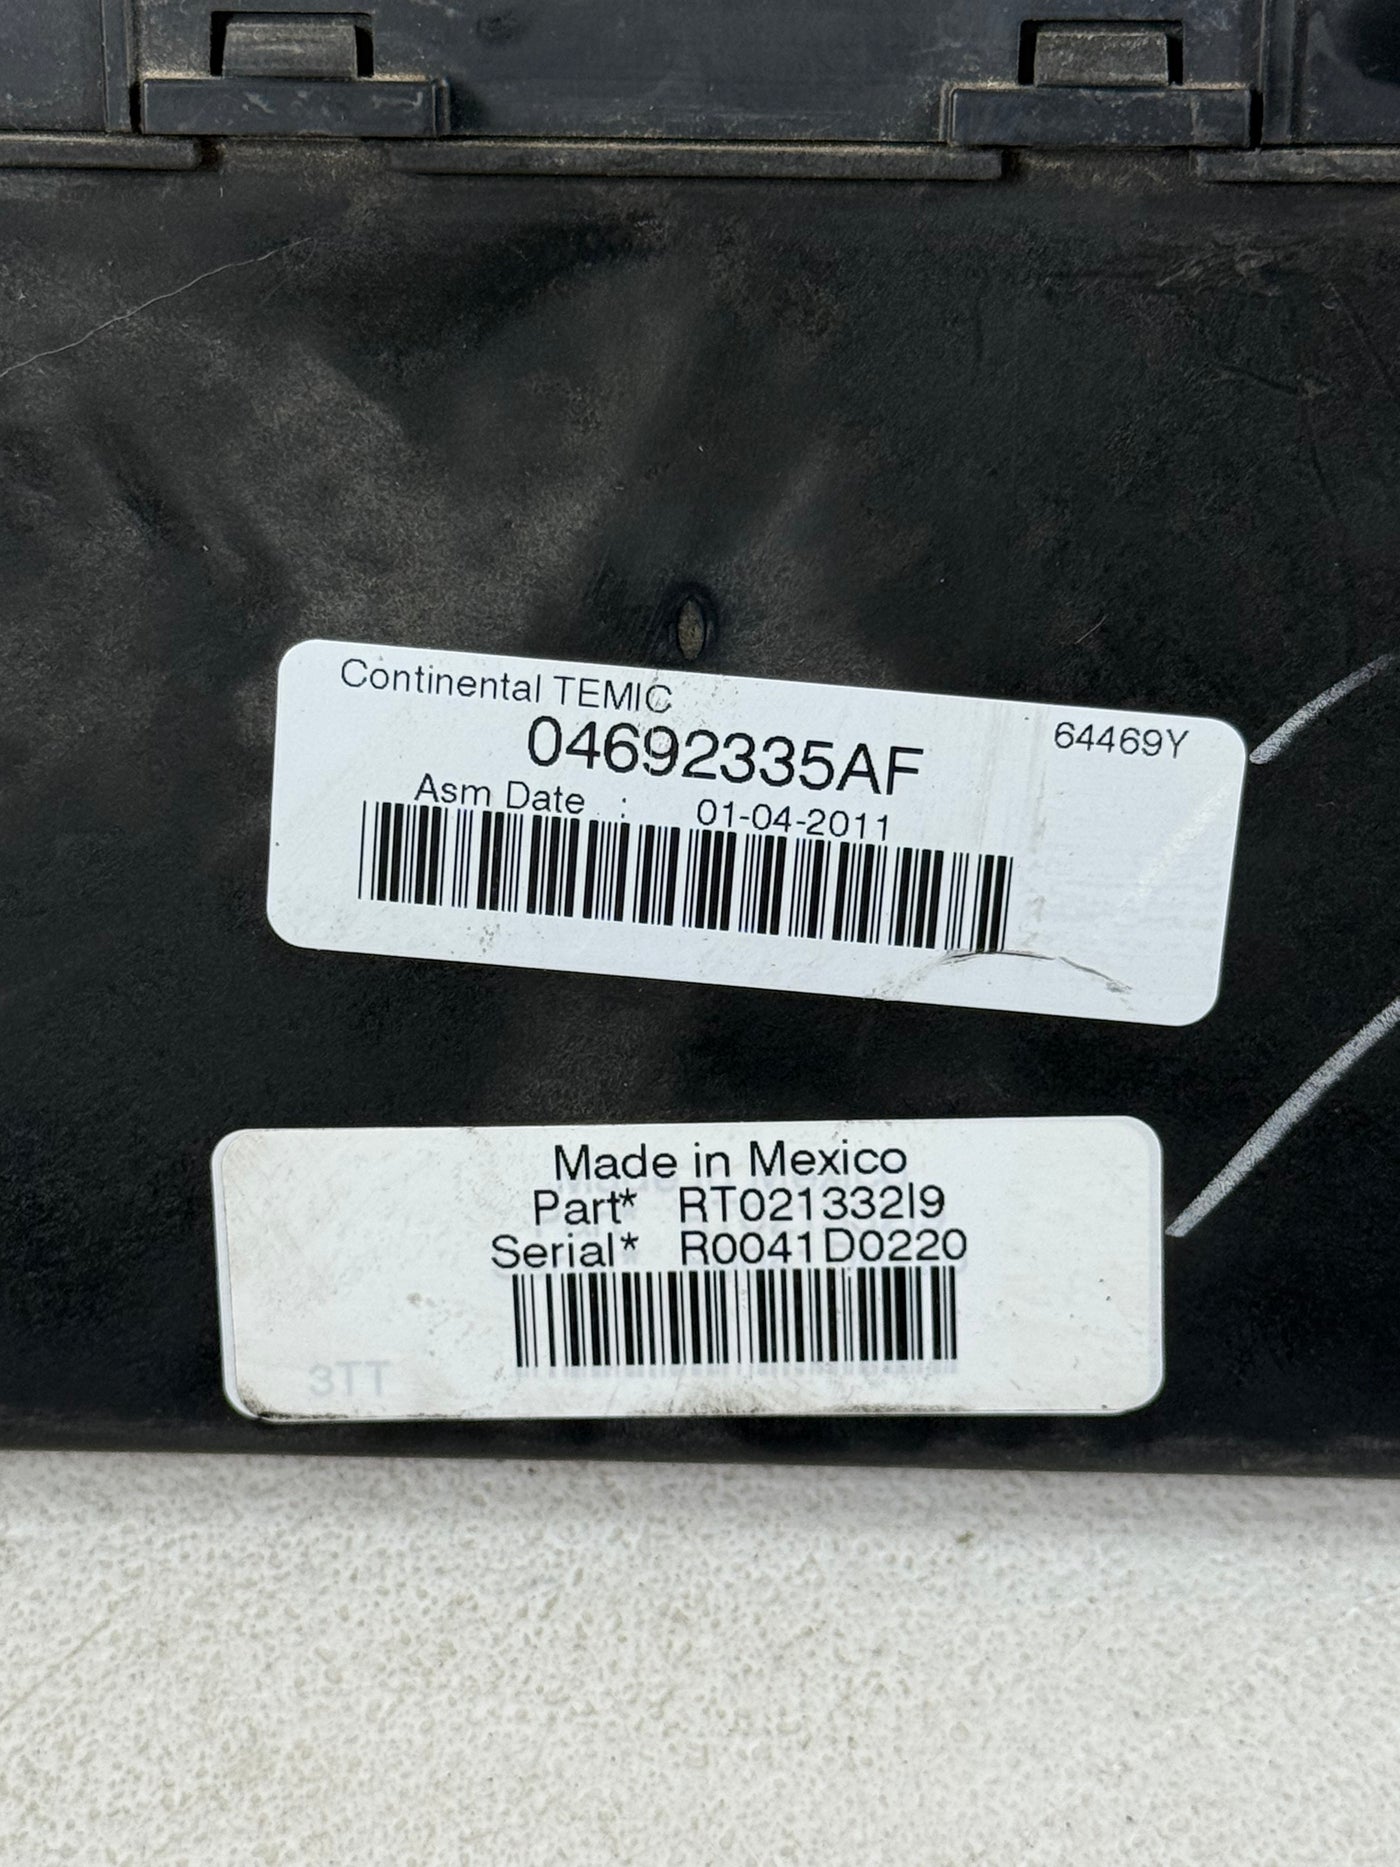 Continental TEMIC
64469Y
04692335AF
Asm Date : 01-04-2011
Made in Mexico
Part* RT021332I9
Serial* R0041D0220
3TT